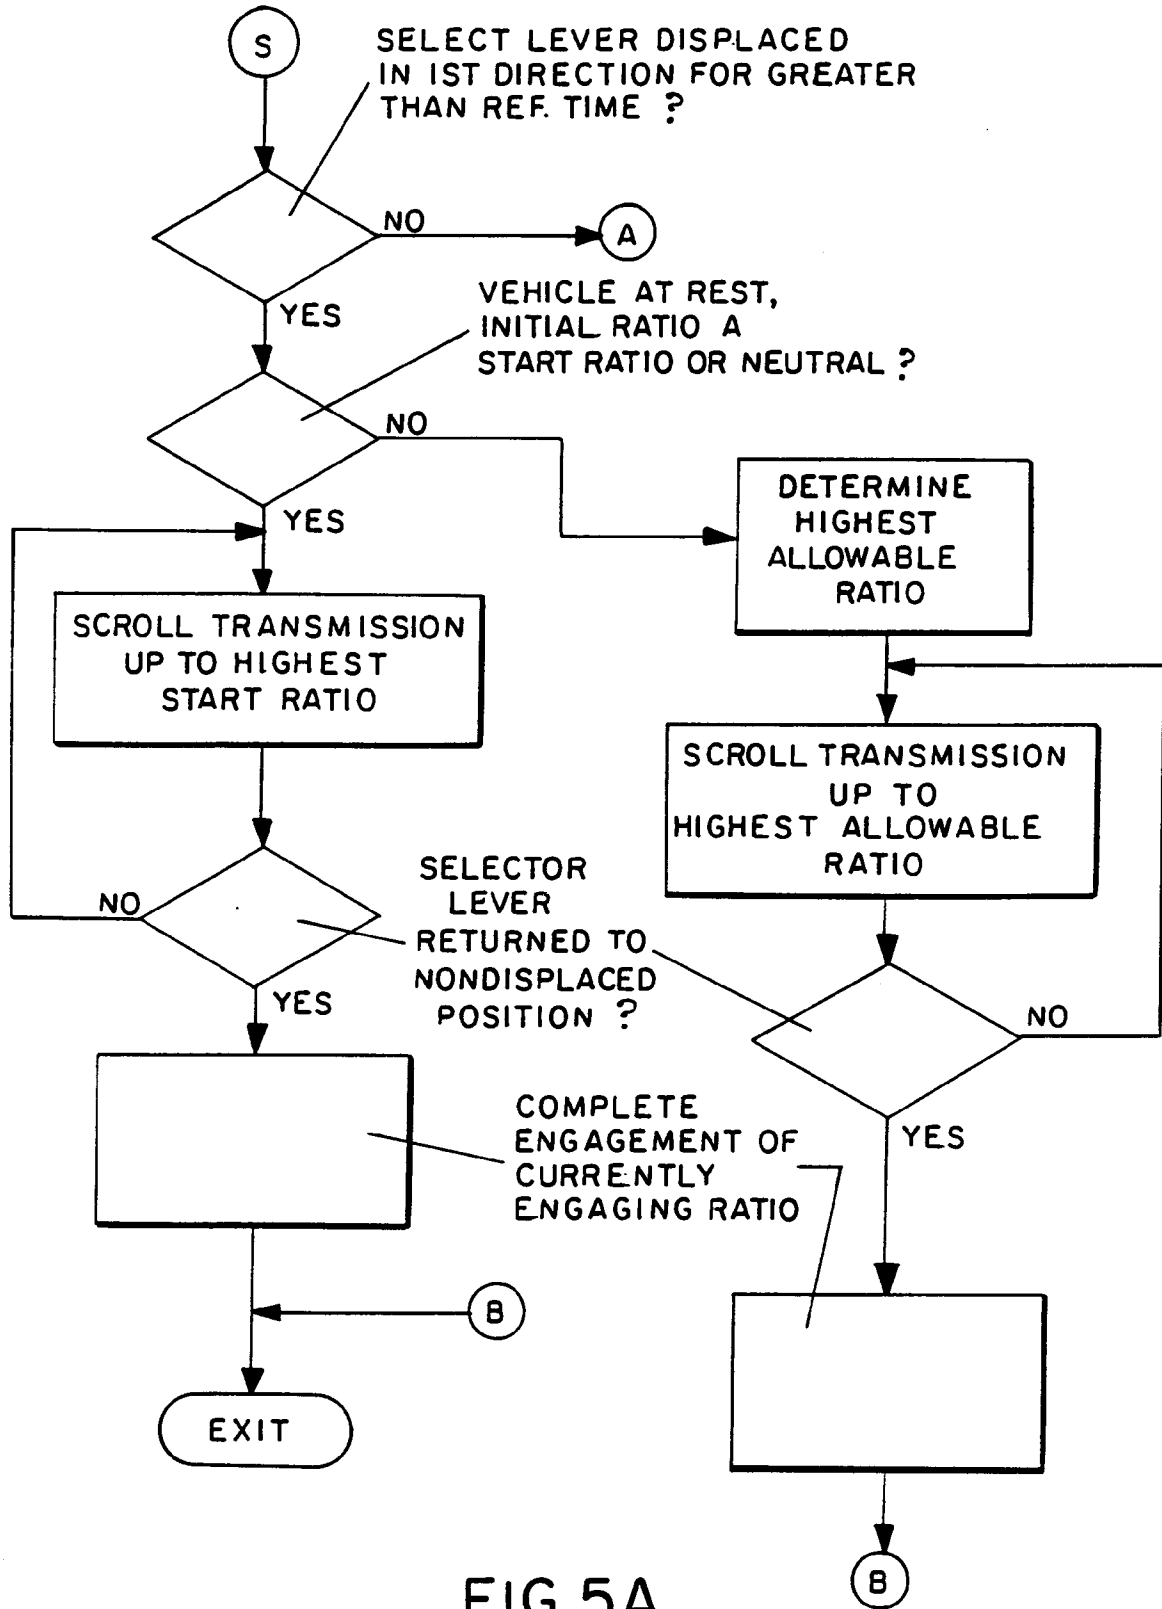 S
SELECT LEVER DISPLACED
IN 1ST DIRECTION FOR GREATER
THAN REF. TIME ?
NO
A
YES
VEHICLE AT REST,
INITIAL RATIO A
START RATIO OR NEUTRAL ?
NO
YES
DETERMINE
HIGHEST
ALLOWABLE
RATIO
SCROLL TRANSMISSION
UP TO HIGHEST
START RATIO
SCROLL TRANSMISSION
UP TO
HIGHEST ALLOWABLE
RATIO
SELECTOR
LEVER
RETURNED TO
NONDISPLACED
POSITION ?
NO
YES
NO
YES
COMPLETE
ENGAGEMENT OF
CURRENTLY
ENGAGING RATIO
B
EXIT
B
FIG. 5A